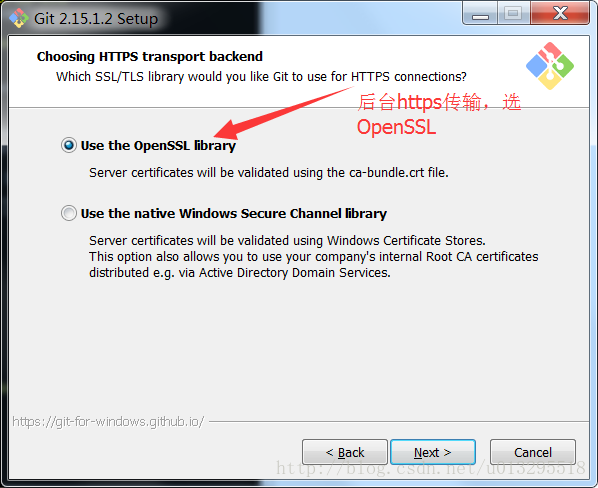 Git 2.15.1.2 Setup
Choosing HTTPS transport backend
Which SSL/TLS library would you like Git to use for HTTPS connections?
后台https传输，选
OpenSSL
Use the OpenSSL library
Server certificates will be validated using the ca-bundle.crt file.
Use the native Windows Secure Channel library
Server certificates will be validated using Windows Certificate Stores.
This option also allows you to use your company's internal Root CA certificates
distributed e.g. via Active Directory Domain Services.
https://git-for-windows.github.io/
< Back
Next >
Cancel
http://blog.csdn.net/u013295518